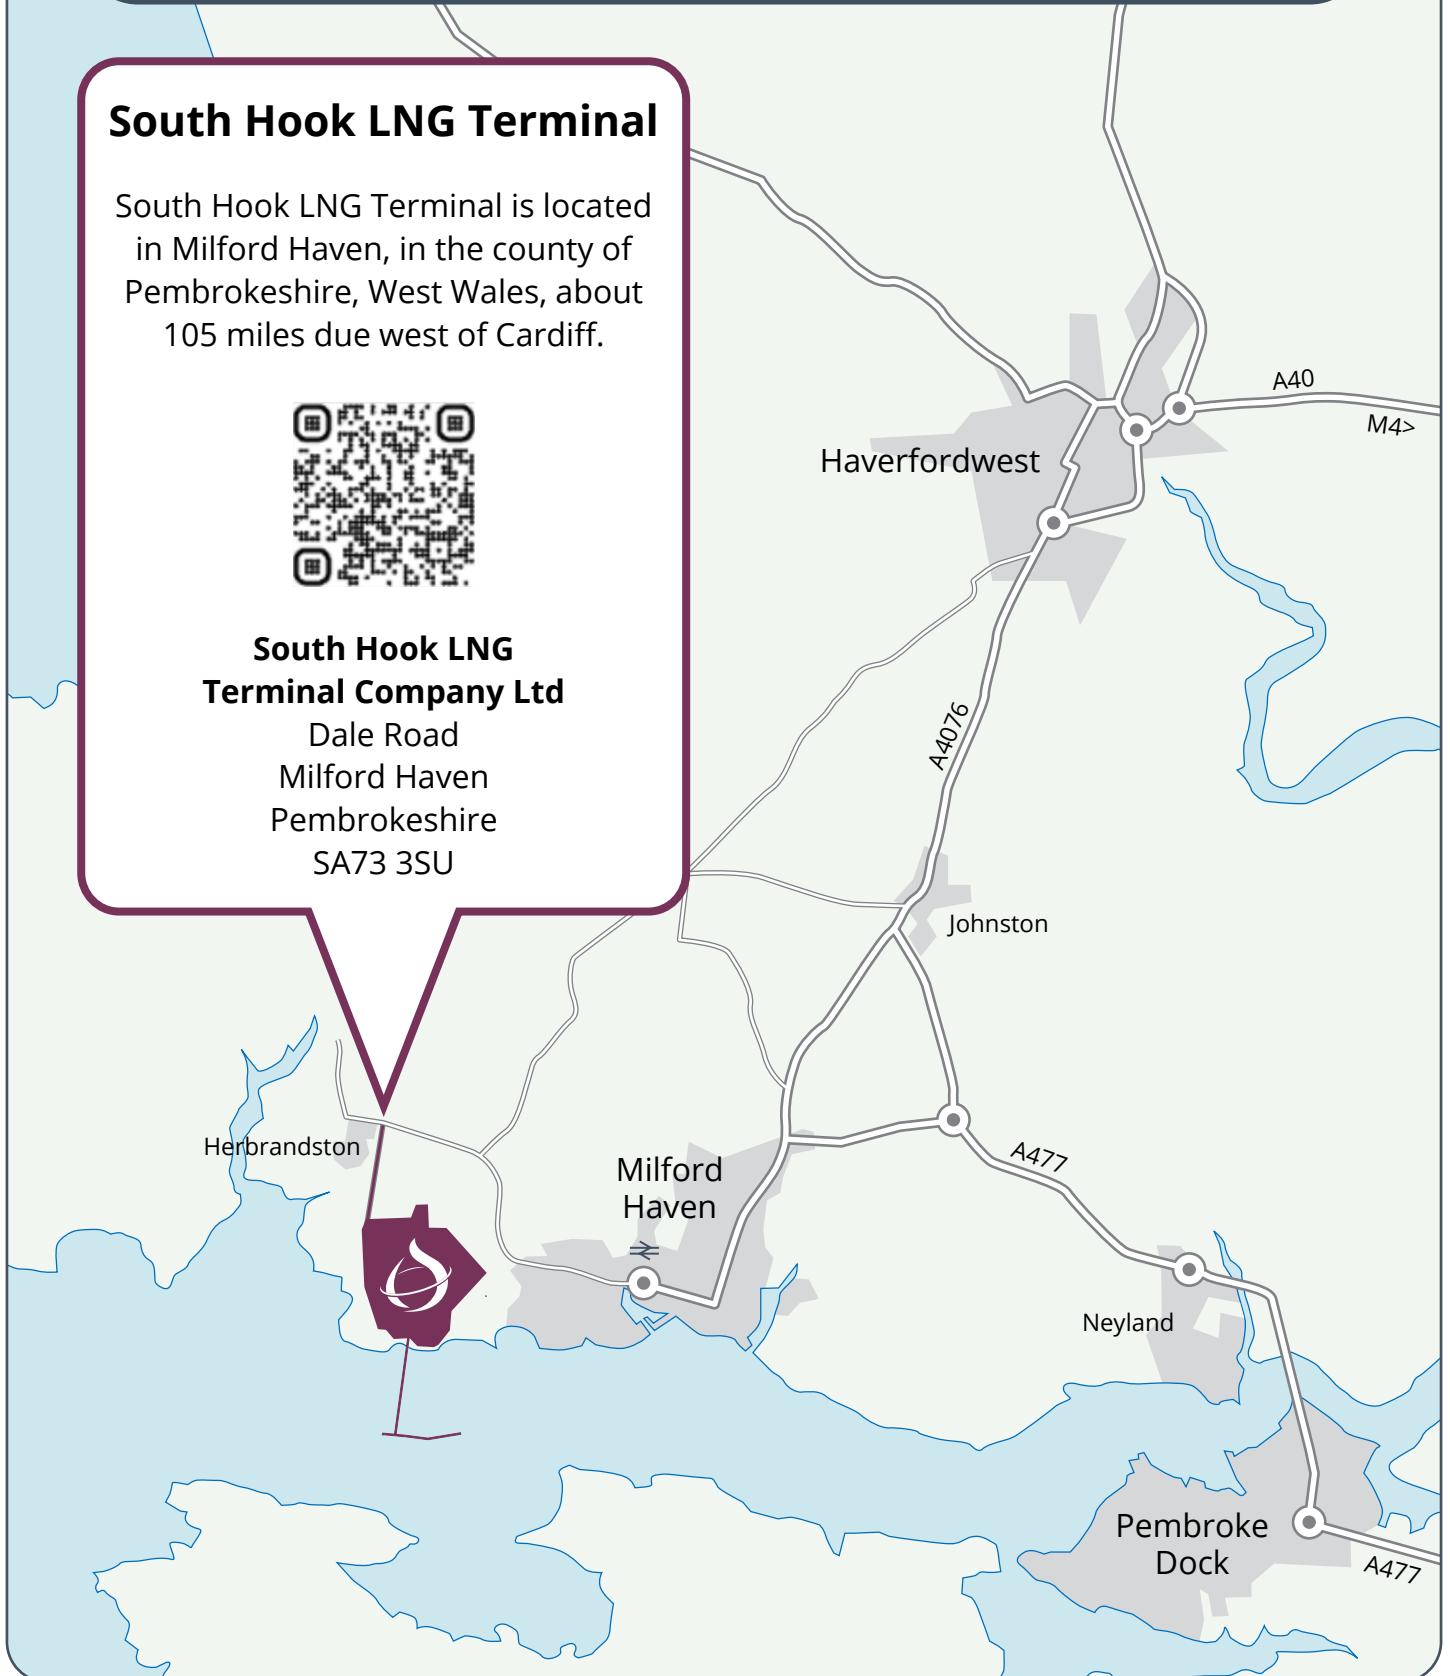 South Hook LNG Terminal
South Hook LNG Terminal is located
in Milford Haven, in the county of
Pembrokeshire, West Wales, about
105 miles due west of Cardiff.
South Hook LNG
Terminal Company Ltd
Dale Road
Milford Haven
Pembrokeshire
SA73 3SU
A40
M4>
Haverfordwest
A4076
Johnston
Herbrandston
Milford
Haven
A477
Neyland
Pembroke
Dock
A477